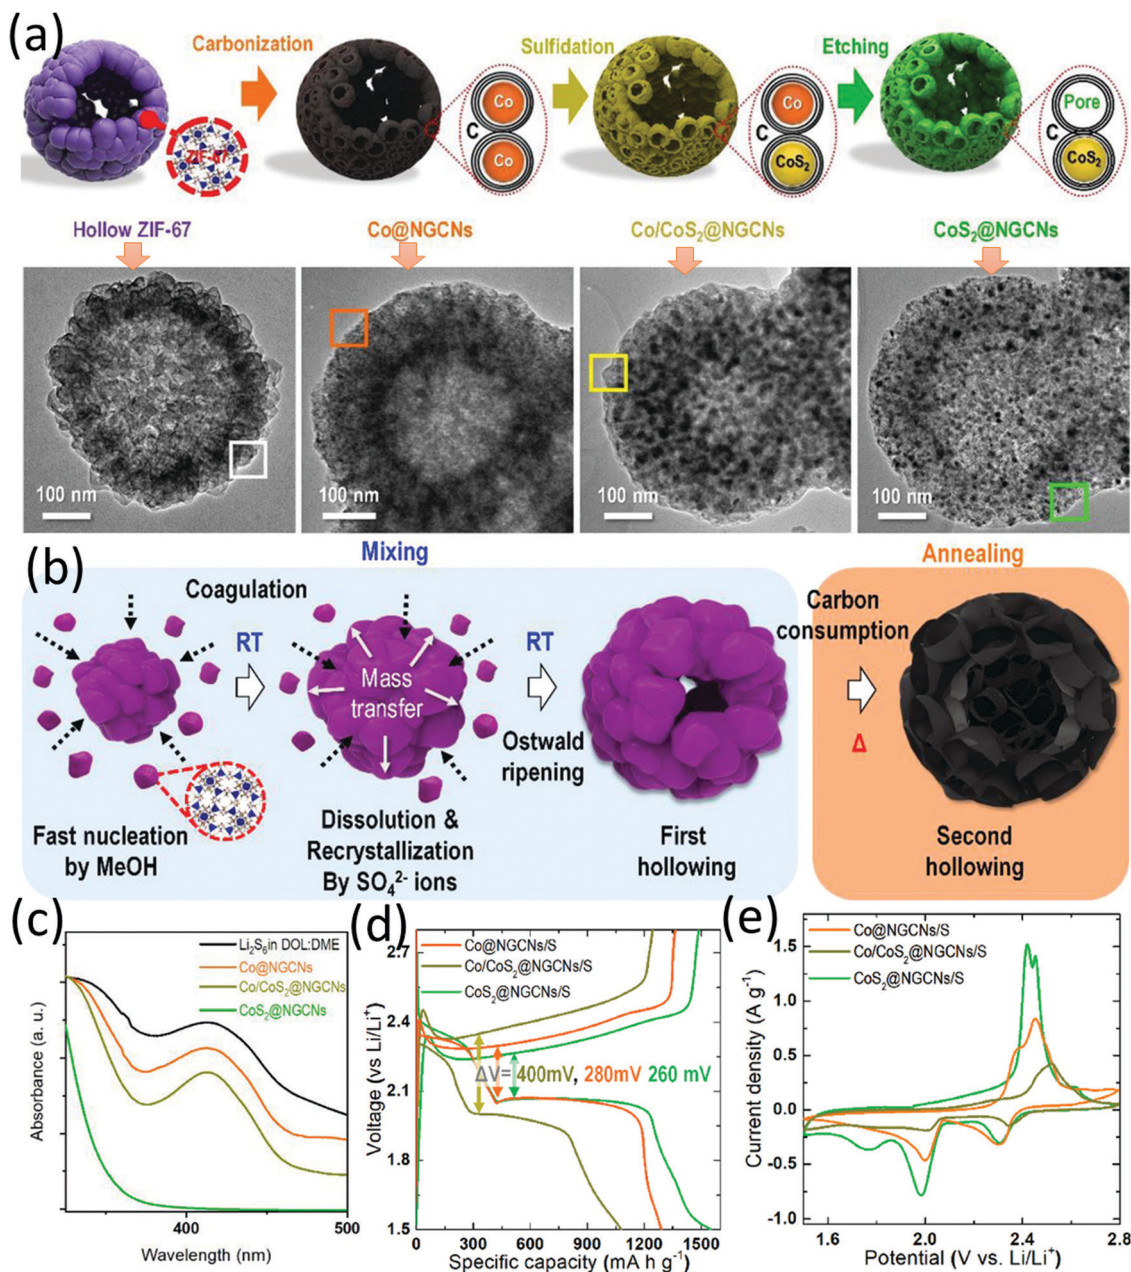 (a)
Carbonization
Sulfidation
Etching
ZIF-67
Co
C
Co
Co
C
CoS2
Pore
C
CoS2
Hollow ZIF-67
Co@NGCNs
Co/CoS2@NGCNs
CoS2@NGCNs
100 nm
100 nm
100 nm
100 nm
(b)
Mixing
Annealing
Coagulation
RT
Mass
transfer
RT
Ostwald
ripening
Carbon
consumption
Δ
Fast nucleation
by MeOH
Dissolution &
Recrystallization
By SO4 2- ions
First
hollowing
Second
hollowing
(c)
Li2S6in DOL:DME
Co@NGCNs
Co/CoS2@NGCNs
CoS2@NGCNs
Absorbance (a. u.)
400
500
Wavelength (nm)
(d)
Co@NGCNs/S
Co/CoS2@NGCNs/S
CoS2@NGCNs/S
ΔV= 400mV, 280mV 260 mV
Voltage (vs Li/Li+)
2.7
2.4
2.1
1.8
1.5
0
300
600
900
1200
1500
Specific capacity (mA h g-1)
(e)
Co@NGCNs/S
Co/CoS2@NGCNs/S
CoS2@NGCNs/S
Current density (A g-1)
1.5
1.0
0.5
0.0
-0.5
-1.0
1.6
2.0
2.4
2.8
Potential (V vs. Li/Li+)